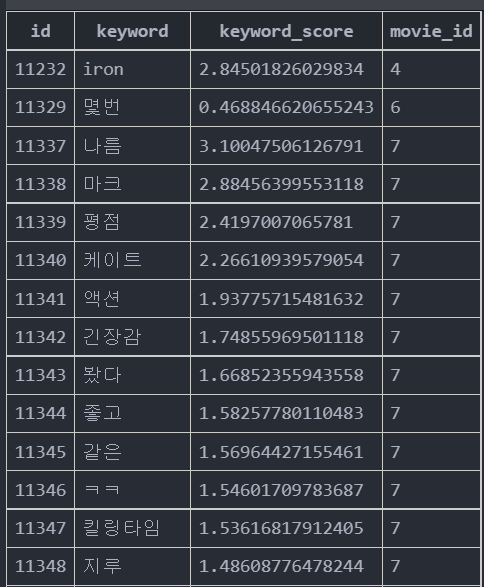 id keyword keyword_score movie_id
11232 iron 2.84501826029834 4
11329 몇번 0.468846620655243 6
11337 나름 3.10047506126791 7
11338 마크 2.88456399553118 7
11339 평점 2.4197007065781 7
11340 케이트 2.26610939579054 7
11341 액션 1.93775715481632 7
11342 긴장감 1.74855969501118 7
11343 봤다 1.66852355943558 7
11344 좋고 1.58257780110483 7
11345 같은 1.56964427155461 7
11346 ㅋㅋ 1.54601709783687 7
11347 킬링타임 1.53616817912405 7
11348 지루 1.48608776478244 7